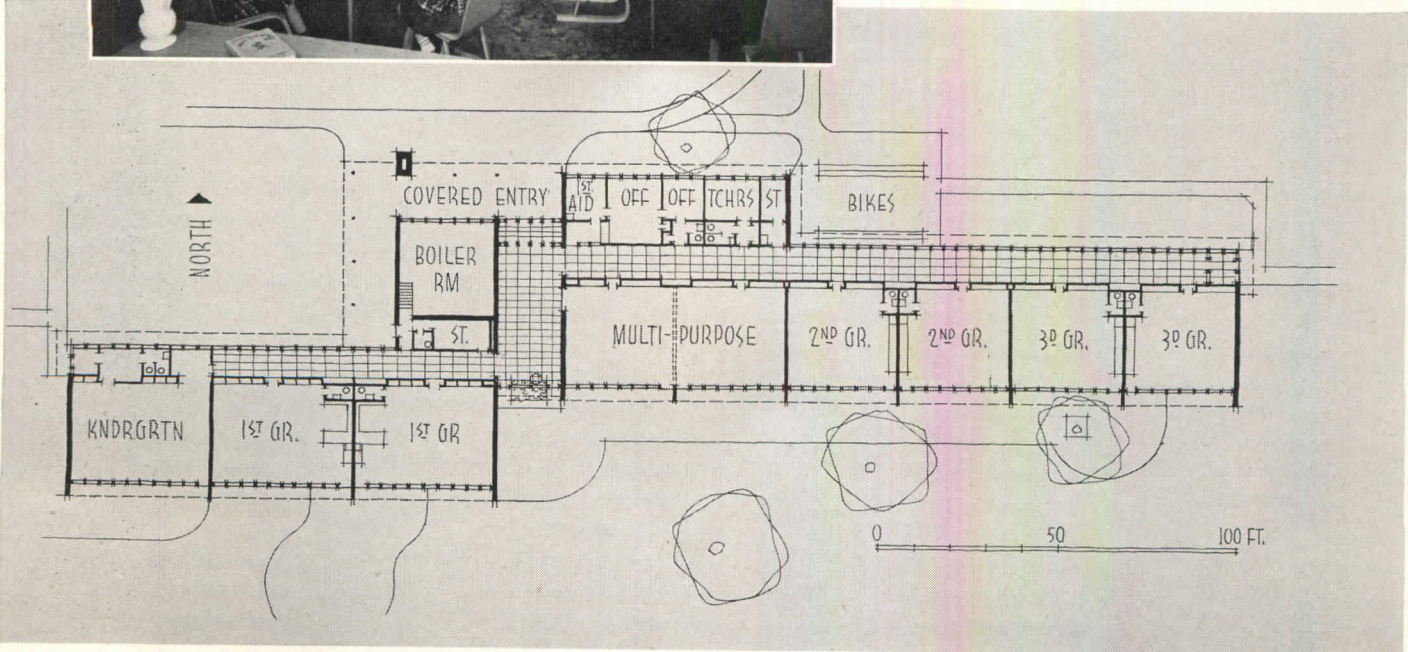 NORTH
COVERED ENTRY
1ST AID
OFF
OFF
TCHRS
ST
BIKES
BOILER RM
ST.
MULTI-PURPOSE
2ND GR.
2ND GR.
3D GR.
3D GR.
KNDRGRTN
1ST GR.
1ST GR
0 50 100 FT.